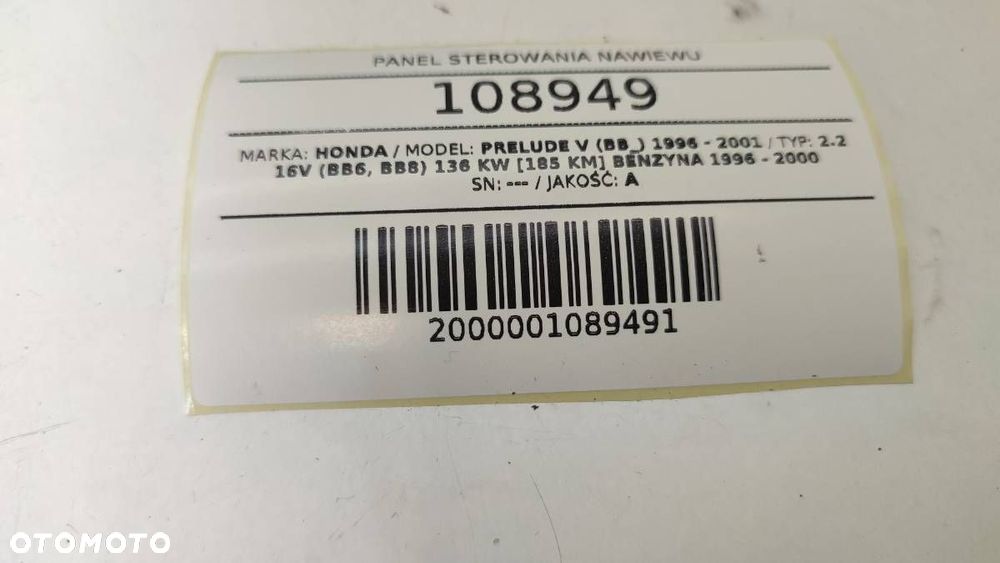 PANEL STEROWANIA NAWIEWU
108949
MARKA: HONDA / MODEL: PRELUDE V (BB_) 1996 - 2001 / TYP: 2.2
16V (BB6, BB8) 136 KW [185 KM] BENZYNA 1996 - 2000
SN: --- / JAKOŚĆ: A
2000001089491
OTOMOTO